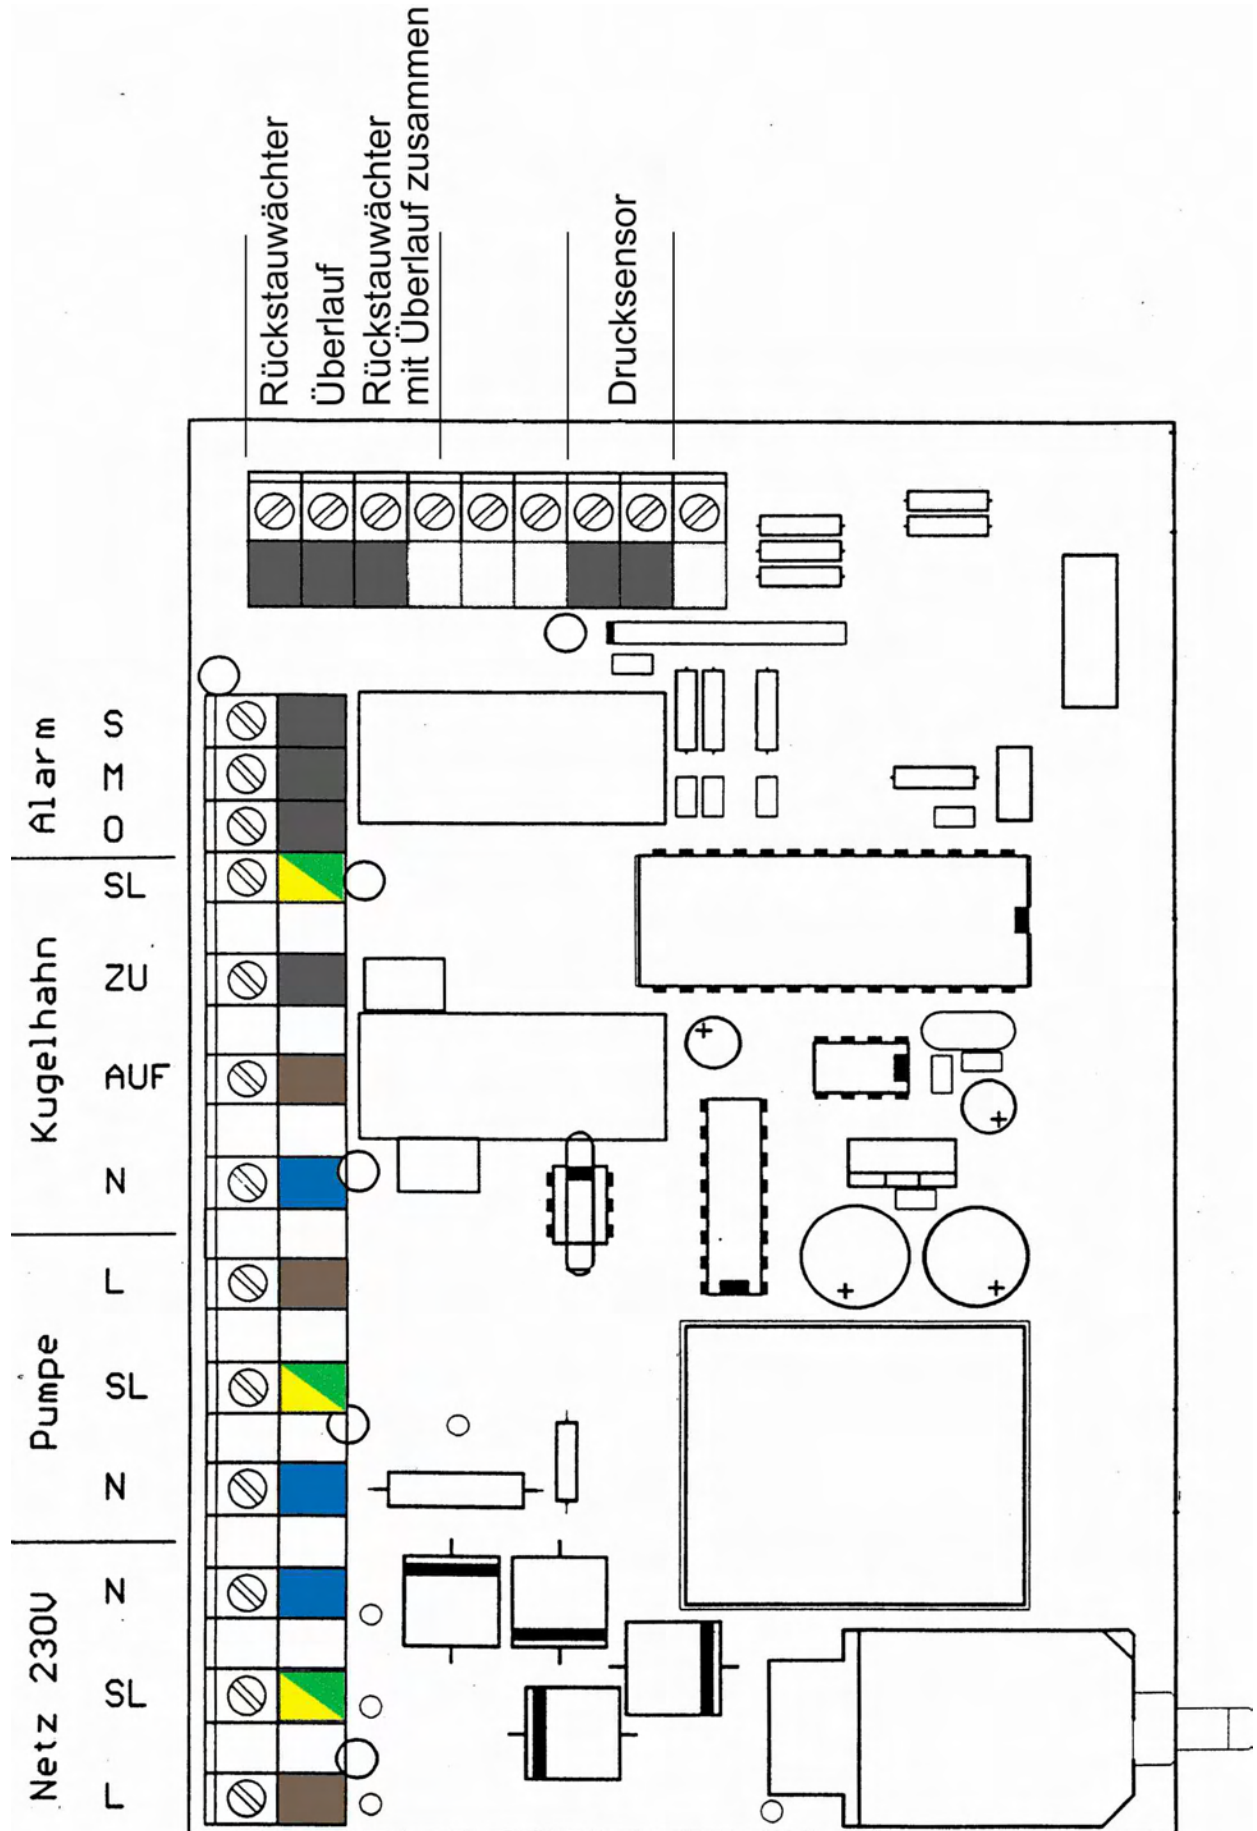 Rückstauwächter
Überlauf
Rückstauwächter
mit Überlauf zusammen
Drucksensor
Alarm
S
M
O
Kugelhahn
SL
ZU
AUF
N
Pumpe
L
SL
N
Netz 230V
N
SL
L